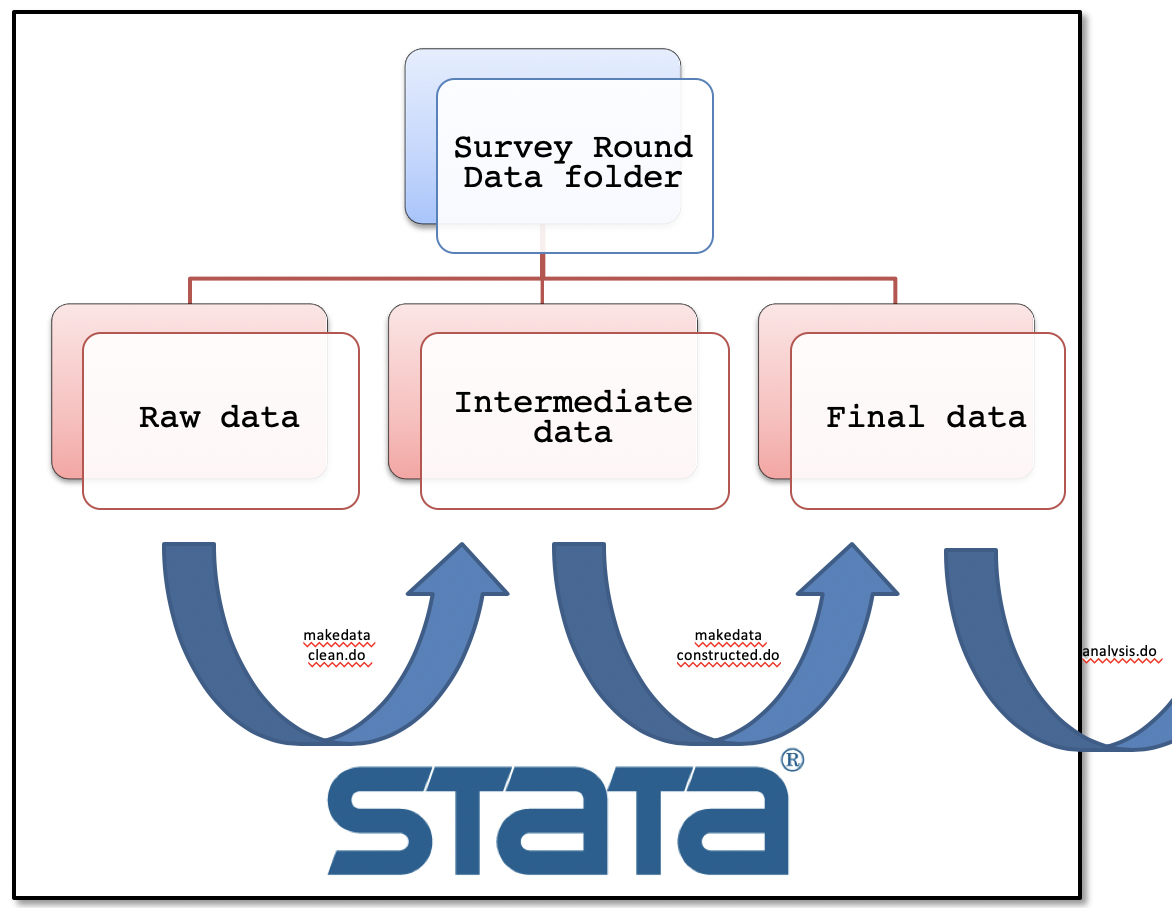 Survey Round
Data folder
Raw data
Intermediate
data
Final data
makedata
clean.do
makedata
constructed.do
analysis.do
stata®